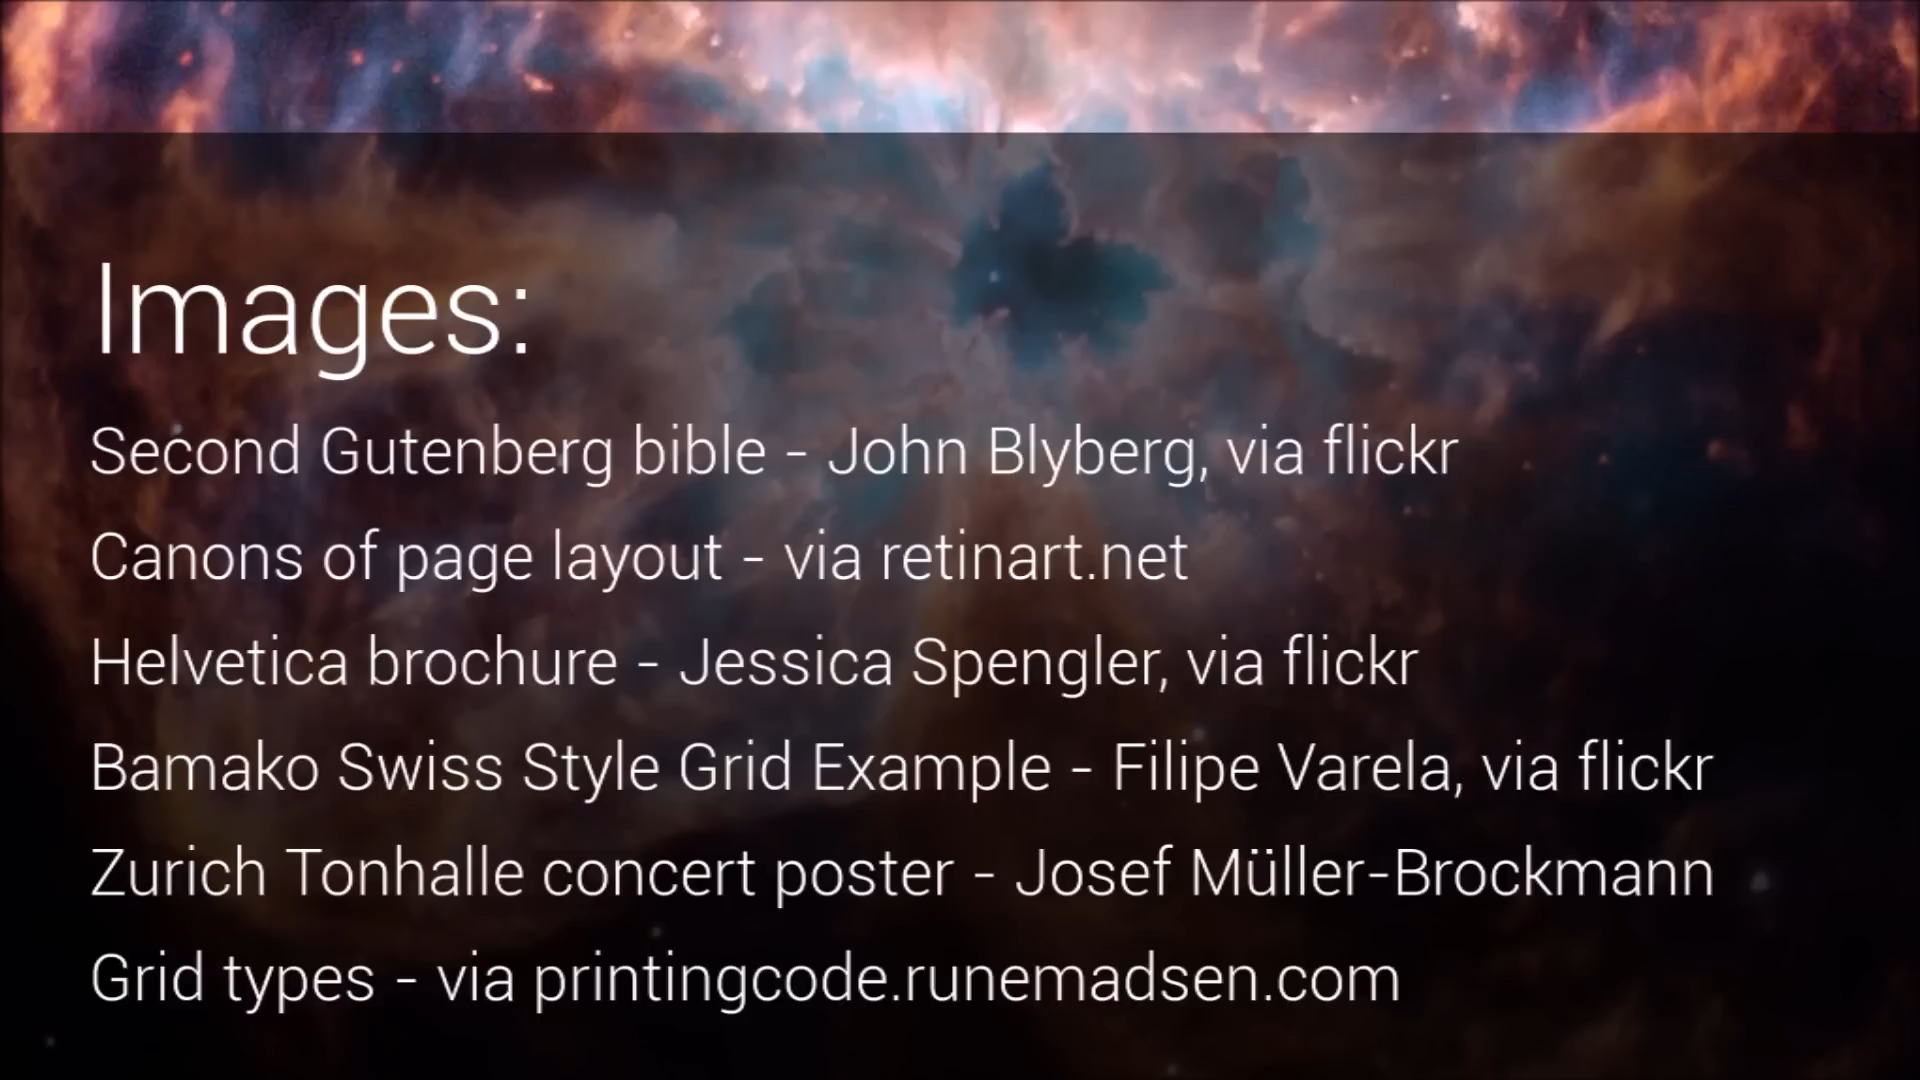 Images:
Second Gutenberg bible - John Blyberg, via flickr
Canons of page layout - via retinart.net
Helvetica brochure - Jessica Spengler, via flickr
Bamako Swiss Style Grid Example - Filipe Varela, via flickr
Zurich Tonhalle concert poster - Josef Müller-Brockmann
Grid types - via printingcode.runemadsen.com